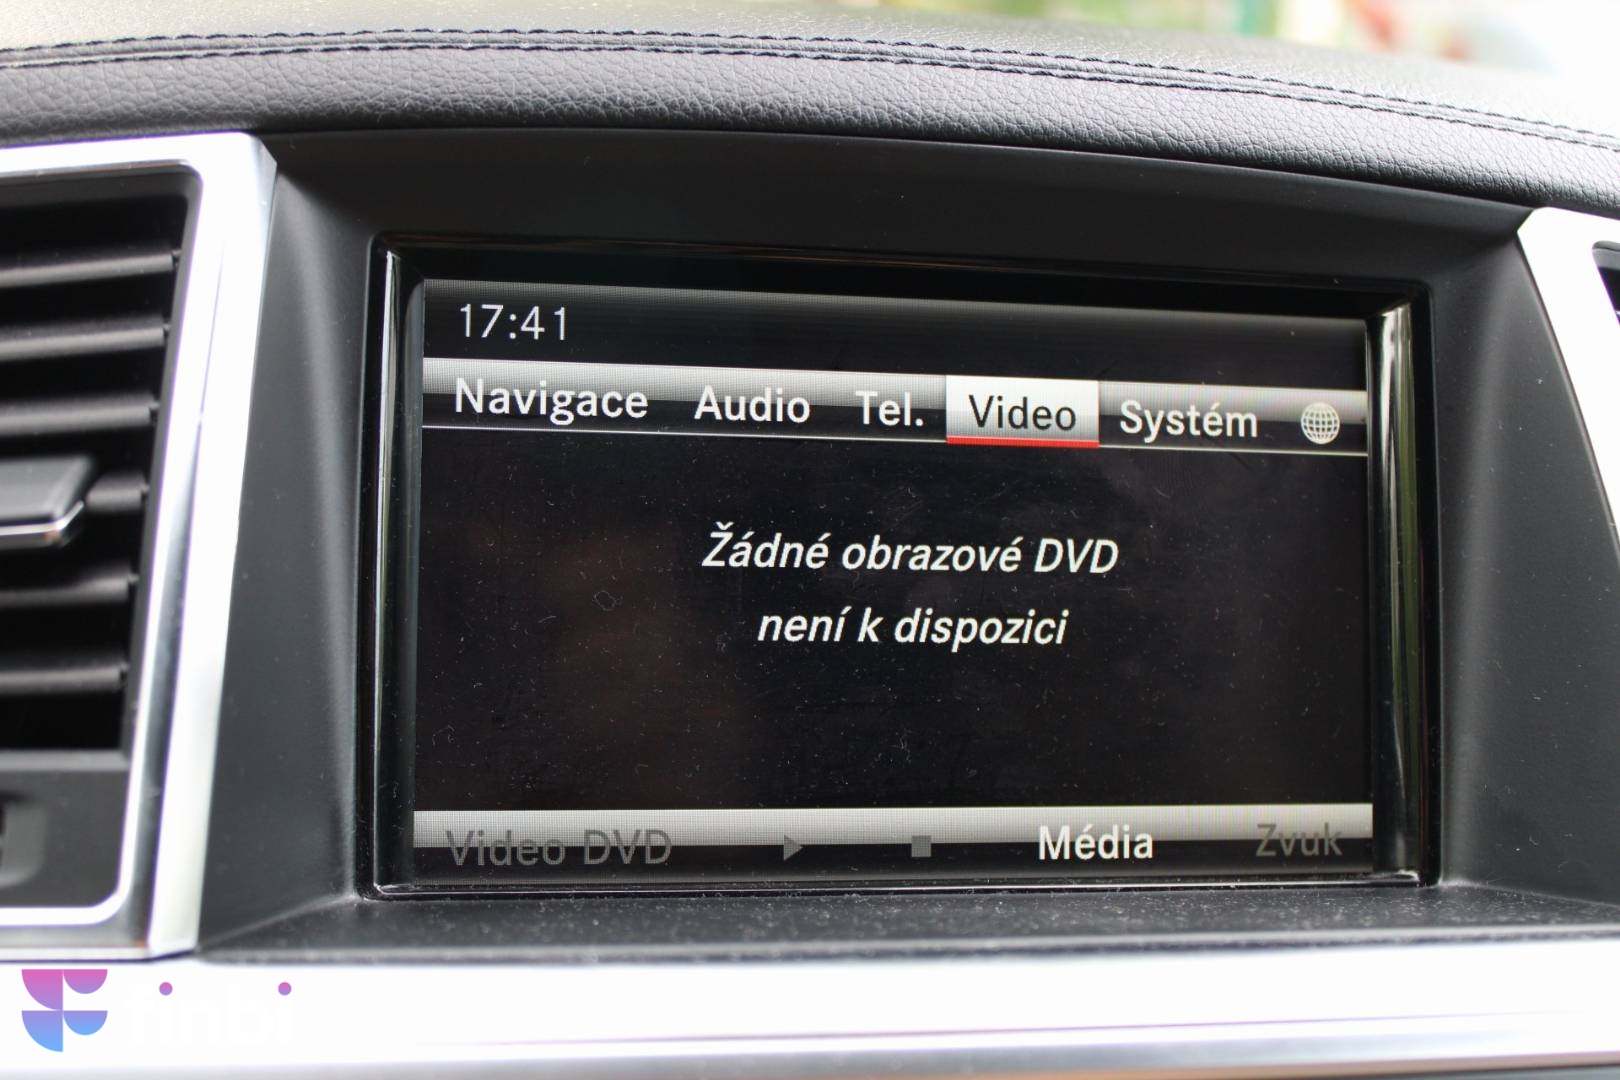 17:41
Navigace Audio Tel. Video Systém
Žádné obrazové DVD
není k dispozici
Video DVD Média Zvuk
finbi